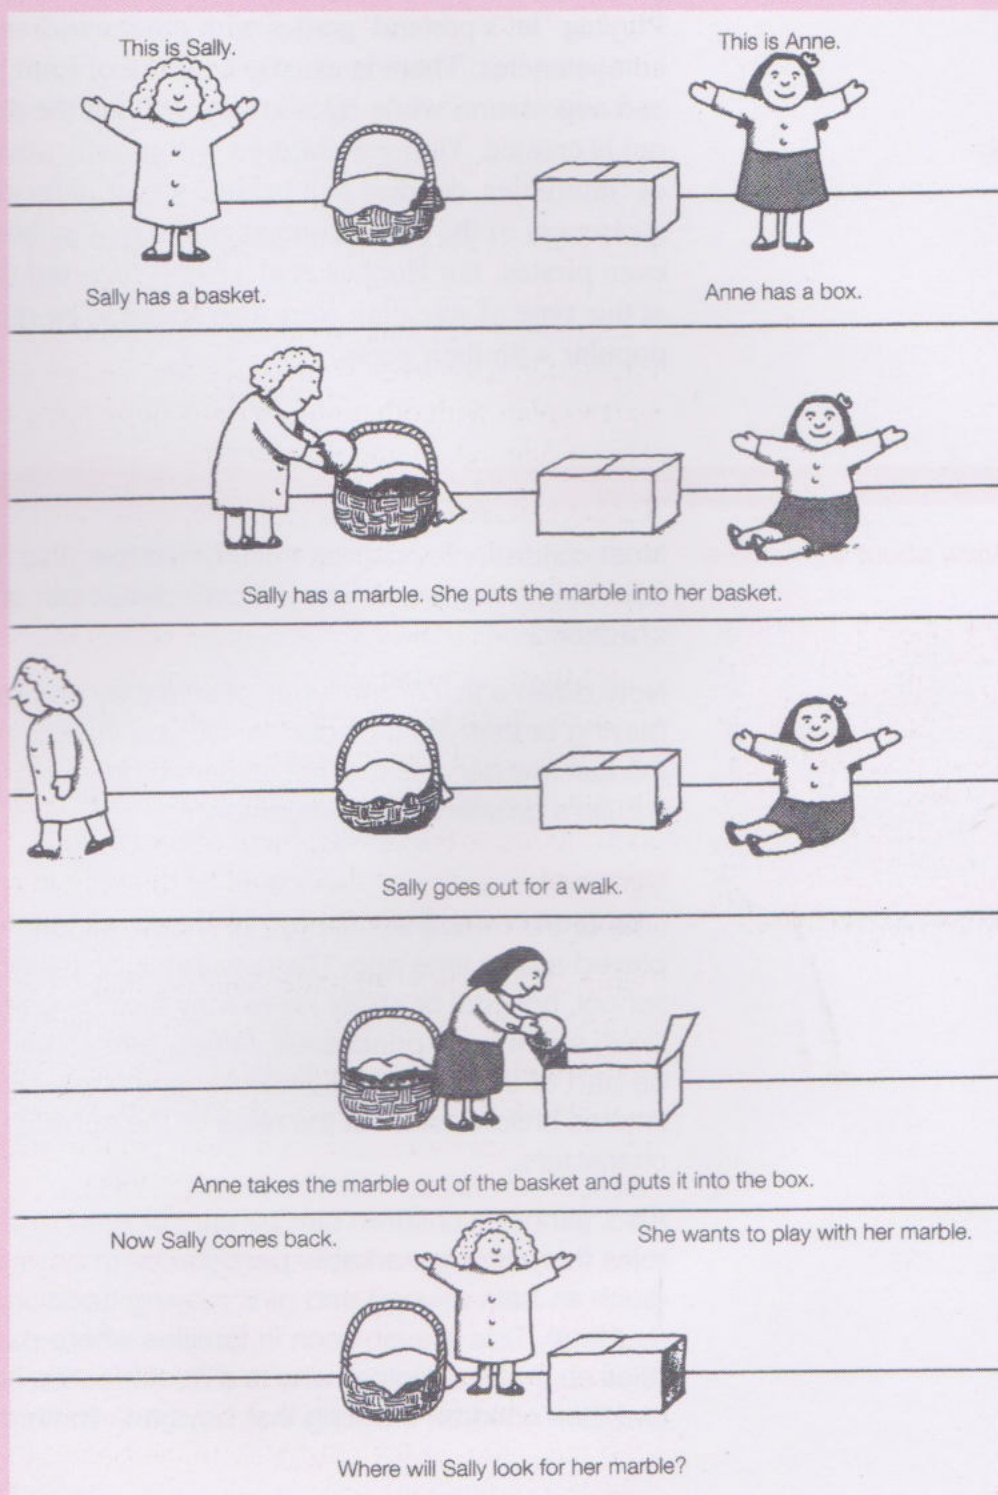 This is Sally.
This is Anne.
Sally has a basket.
Anne has a box.
Sally has a marble. She puts the marble into her basket.
Sally goes out for a walk.
Anne takes the marble out of the basket and puts it into the box.
Now Sally comes back.
She wants to play with her marble.
Where will Sally look for her marble?